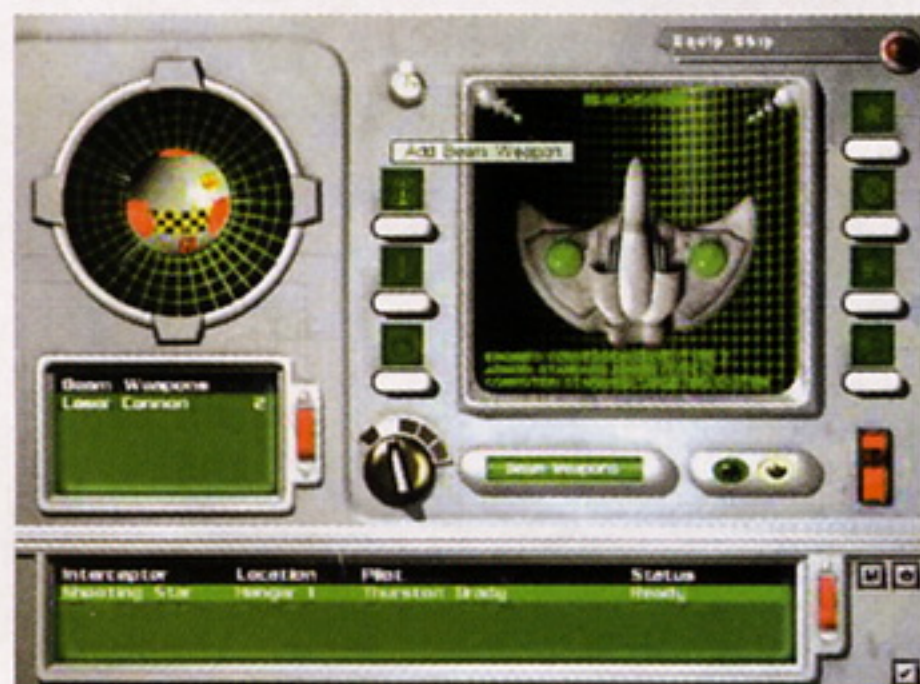 Equip Ship
Add Beam Weapon
Beam Weapons
Laser Cannon 2
Beam Weapons
Interceptor Location Pilot Status
Shooting Star Hangar 1 Thurston Brady Ready